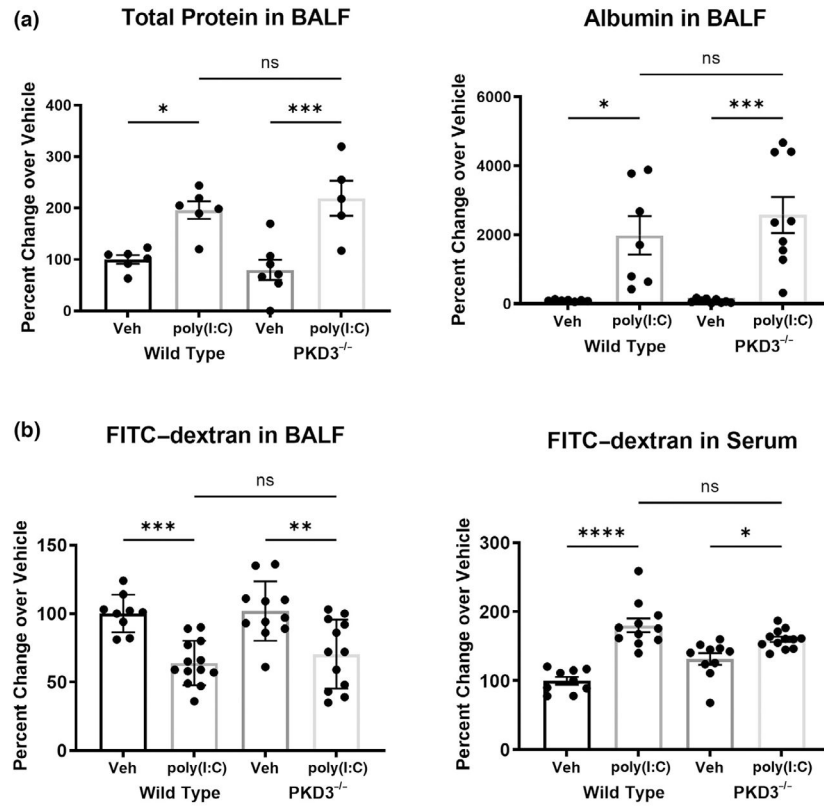 (a)
Total Protein in BALF
ns
*
***
Percent Change over Vehicle
400
300
200
100
0
Veh
poly(I:C)
Veh
poly(I:C)
Wild Type
PKD3⁻/⁻
Albumin in BALF
ns
*
***
Percent Change over Vehicle
6000
4000
2000
0
Veh
poly(I:C)
Veh
poly(I:C)
Wild Type
PKD3⁻/⁻
(b)
FITC–dextran in BALF
ns
***
**
Percent Change over Vehicle
150
100
50
0
Veh
poly(I:C)
Veh
poly(I:C)
Wild Type
PKD3⁻/⁻
FITC–dextran in Serum
ns
****
*
Percent Change over Vehicle
300
200
100
0
Veh
poly(I:C)
Veh
poly(I:C)
Wild Type
PKD3⁻/⁻